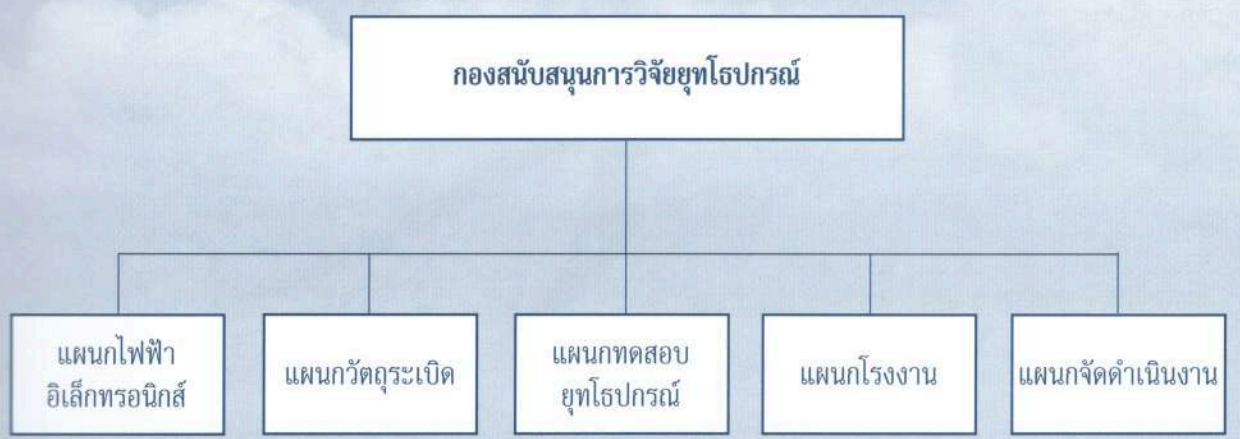 กองสนับสนุนการวิจัยยุทโธปกรณ์
แผนกไฟฟ้า
อิเล็กทรอนิกส์
แผนกวัตถุระเบิด
แผนกทดสอบ
ยุทโธปกรณ์
แผนกโรงงาน
แผนกจัดดำเนินงาน